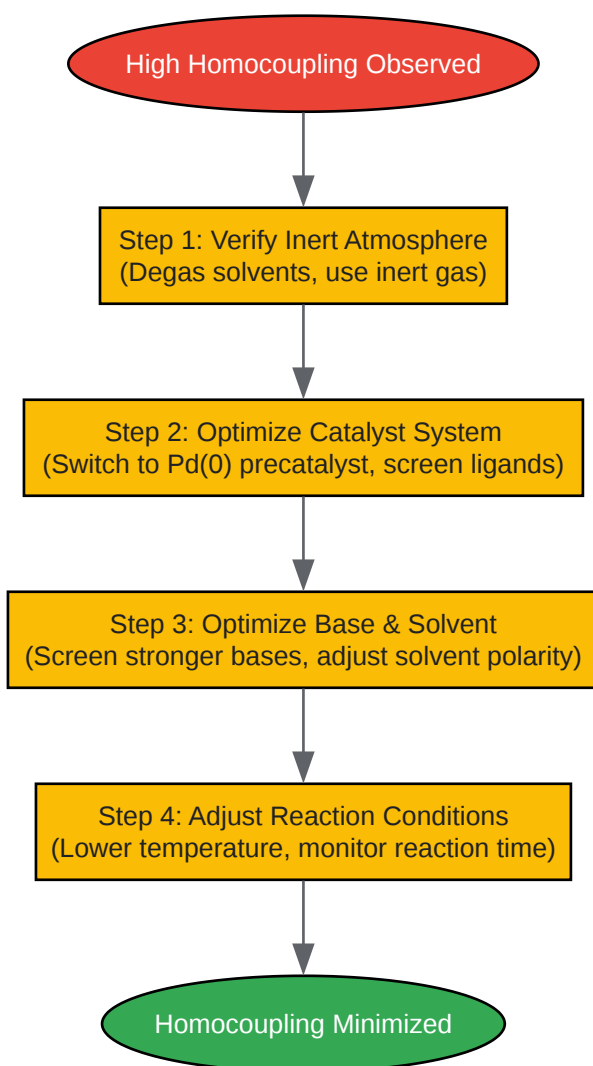 High Homocoupling Observed
Step 1: Verify Inert Atmosphere
(Degas solvents, use inert gas)
Step 2: Optimize Catalyst System
(Switch to Pd(0) precatalyst, screen ligands)
Step 3: Optimize Base & Solvent
(Screen stronger bases, adjust solvent polarity)
Step 4: Adjust Reaction Conditions
(Lower temperature, monitor reaction time)
Homocoupling Minimized